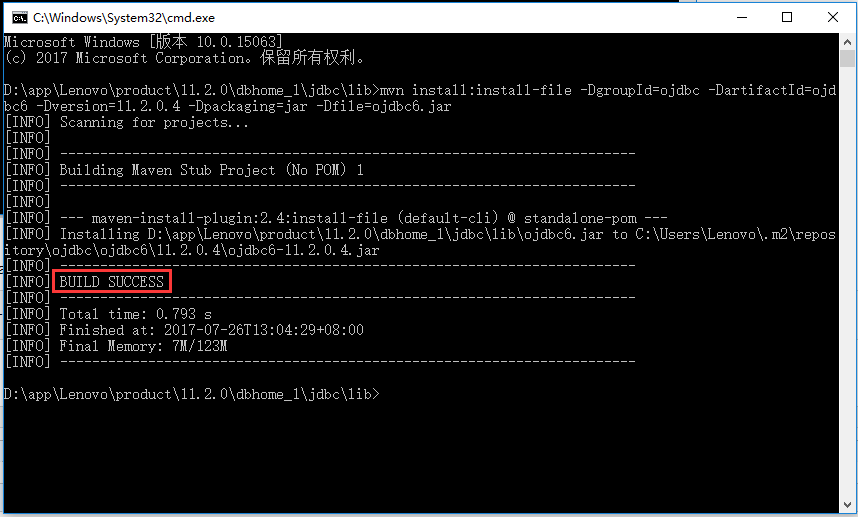 C:\Windows\System32\cmd.exe
Microsoft Windows [版本 10.0.15063]
(c) 2017 Microsoft Corporation。保留所有权利。
D:\app\Lenovo\product\11.2.0\dbhome_1\jdbc\lib>mvn install:install-file -DgroupId=ojdbc -DartifactId=ojd
bc6 -Dversion=11.2.0.4 -Dpackaging=jar -Dfile=ojdbc6.jar
[INFO] Scanning for projects...
[INFO]
[INFO] ------------------------------------------------------------------------
[INFO] Building Maven Stub Project (No POM) 1
[INFO] ------------------------------------------------------------------------
[INFO]
[INFO] --- maven-install-plugin:2.4:install-file (default-cli) @ standalone-pom ---
[INFO] Installing D:\app\Lenovo\product\11.2.0\dbhome_1\jdbc\lib\ojdbc6.jar to C:\Users\Lenovo\.m2\repos
itory\ojdbc\ojdbc6\11.2.0.4\ojdbc6-11.2.0.4.jar
[INFO] ------------------------------------------------------------------------
[INFO] BUILD SUCCESS
[INFO] ------------------------------------------------------------------------
[INFO] Total time: 0.793 s
[INFO] Finished at: 2017-07-26T13:04:29+08:00
[INFO] Final Memory: 7M/123M
[INFO] ------------------------------------------------------------------------
D:\app\Lenovo\product\11.2.0\dbhome_1\jdbc\lib>